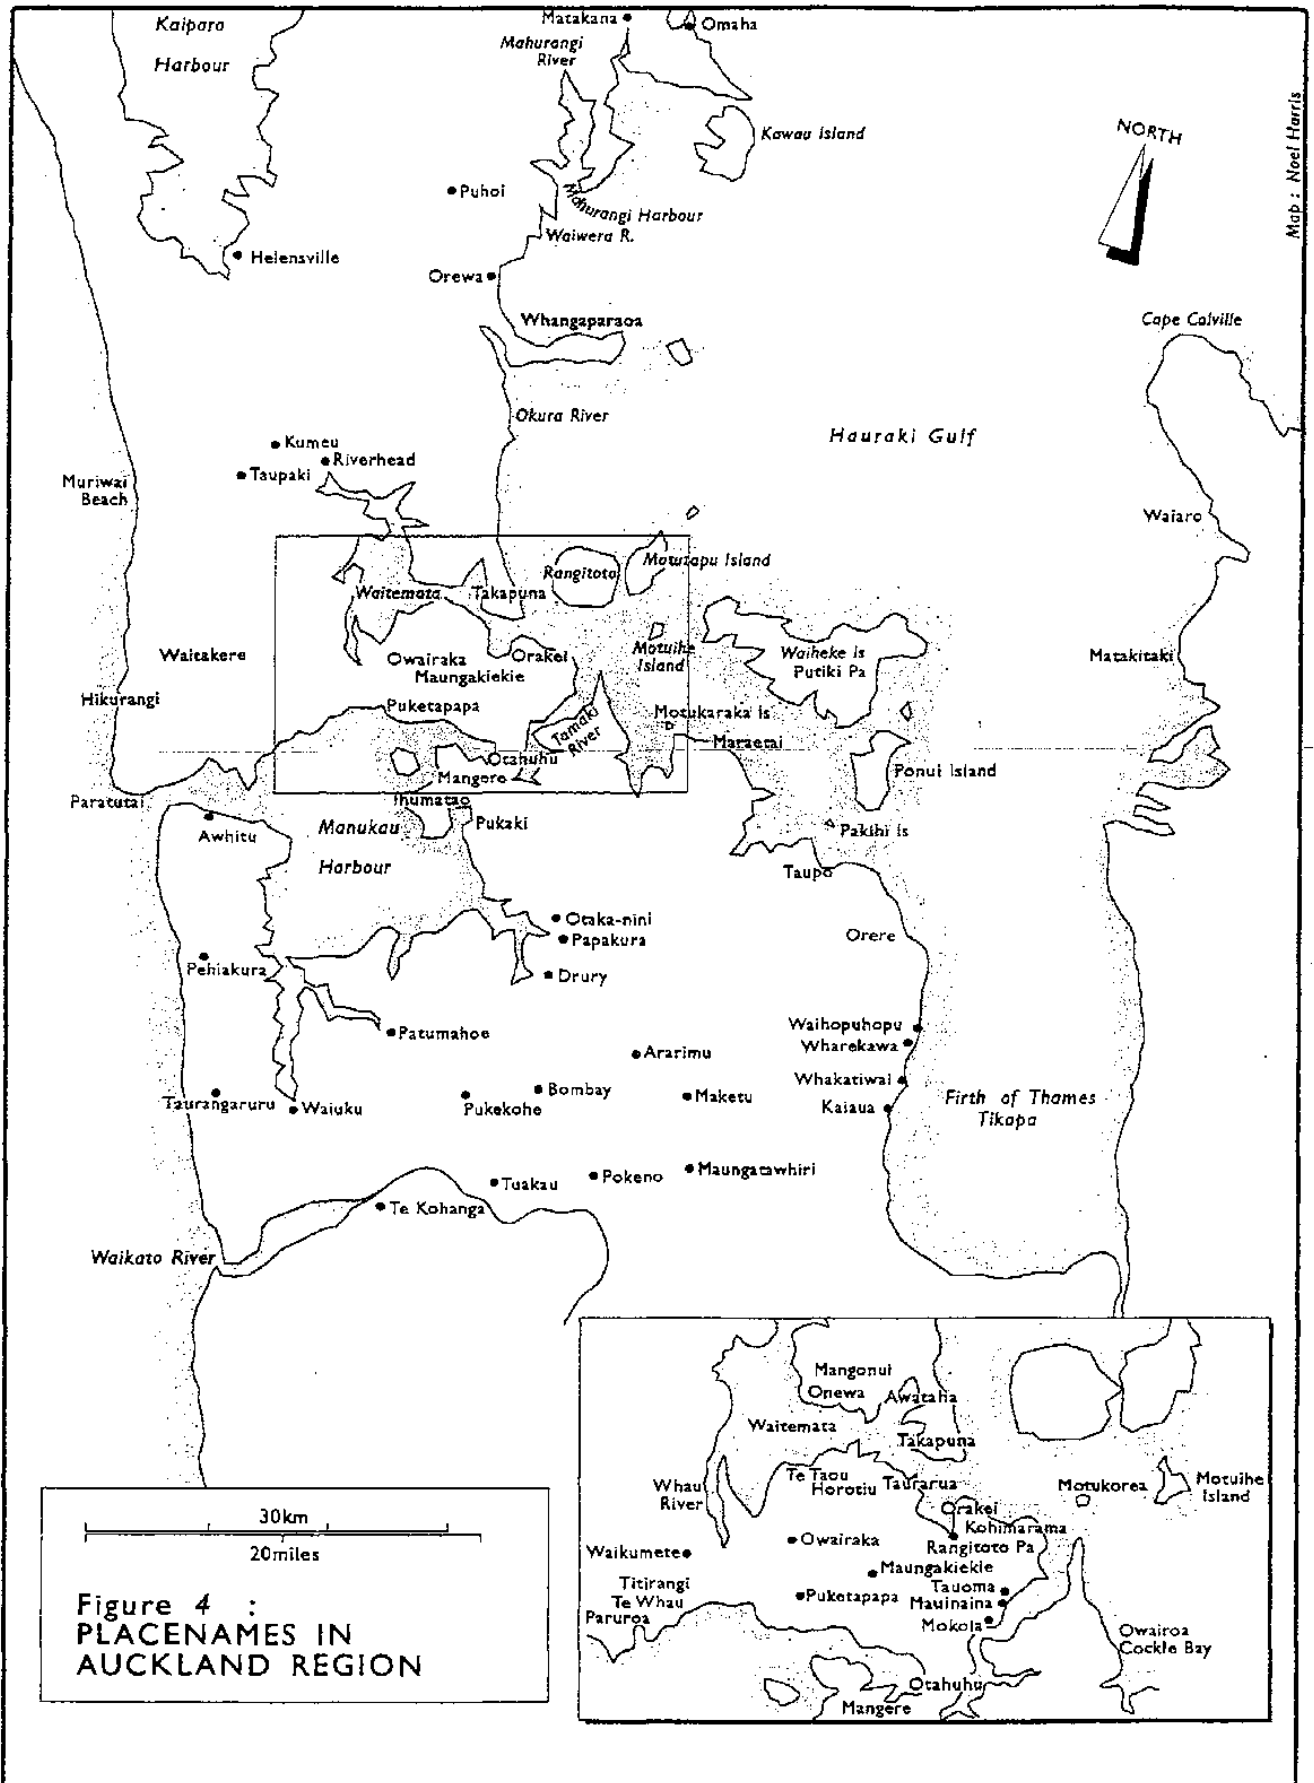 Kaipara
Harbour
Matakana
Omaha
Mahurangi
River
Kawau Island
NORTH
Map : Noel Harris
Puhoi
Mahurangi Harbour
Waiwera R.
Helensville
Orewa
Whangaparaoa
Cape Colville
Okura River
Hauraki Gulf
Kumeu
Riverhead
Taupaki
Muriwai
Beach
Waiaro
Motutapu Island
Rangitoto
Waitemata
Takapuna
Waitakere
Owairaka
Orakei
Maungakiekie
Motuihe
Island
Waiheke Is
Putiki Pa
Matakitaki
Hikurangi
Puketapapa
Motukaraka Is
Tamaki
River
Maraetai
Otahuhu
Mangere
Ponui Island
Paratutai
Ihumatao
Awhitu
Manukau
Harbour
Pukaki
Pakihi Is
Taupo
Otaka-nini
Papakura
Orere
Pehiakura
Drury
Patumahoe
Waihopuhopu
Wharekawa
Ararimu
Whakatiwai
Kaiaua
Firth of Thames
Tikapa
Taurangaruru
Waiuku
Pukekohe
Bombay
Maketu
Maungatawhiri
Pokeno
Tuakau
Te Kohanga
Waikato River
Mangonui
Onewa
Awataha
Waitemata
Takapuna
Te Taou
Horotiu
Taurarua
Whau
River
Motukorea
Motuihe
Island
Orakei
Kohimarama
Rangitoto Pa
Owairaka
Waikumete
Maungakiekie
Titirangi
Te Whau
Paruroa
Puketapapa
Tauoma
Mauinaina
Mokoia
Owairoa
Cockle Bay
Otahuhu
Mangere
30km
20miles
Figure 4 :
PLACENAMES IN
AUCKLAND REGION